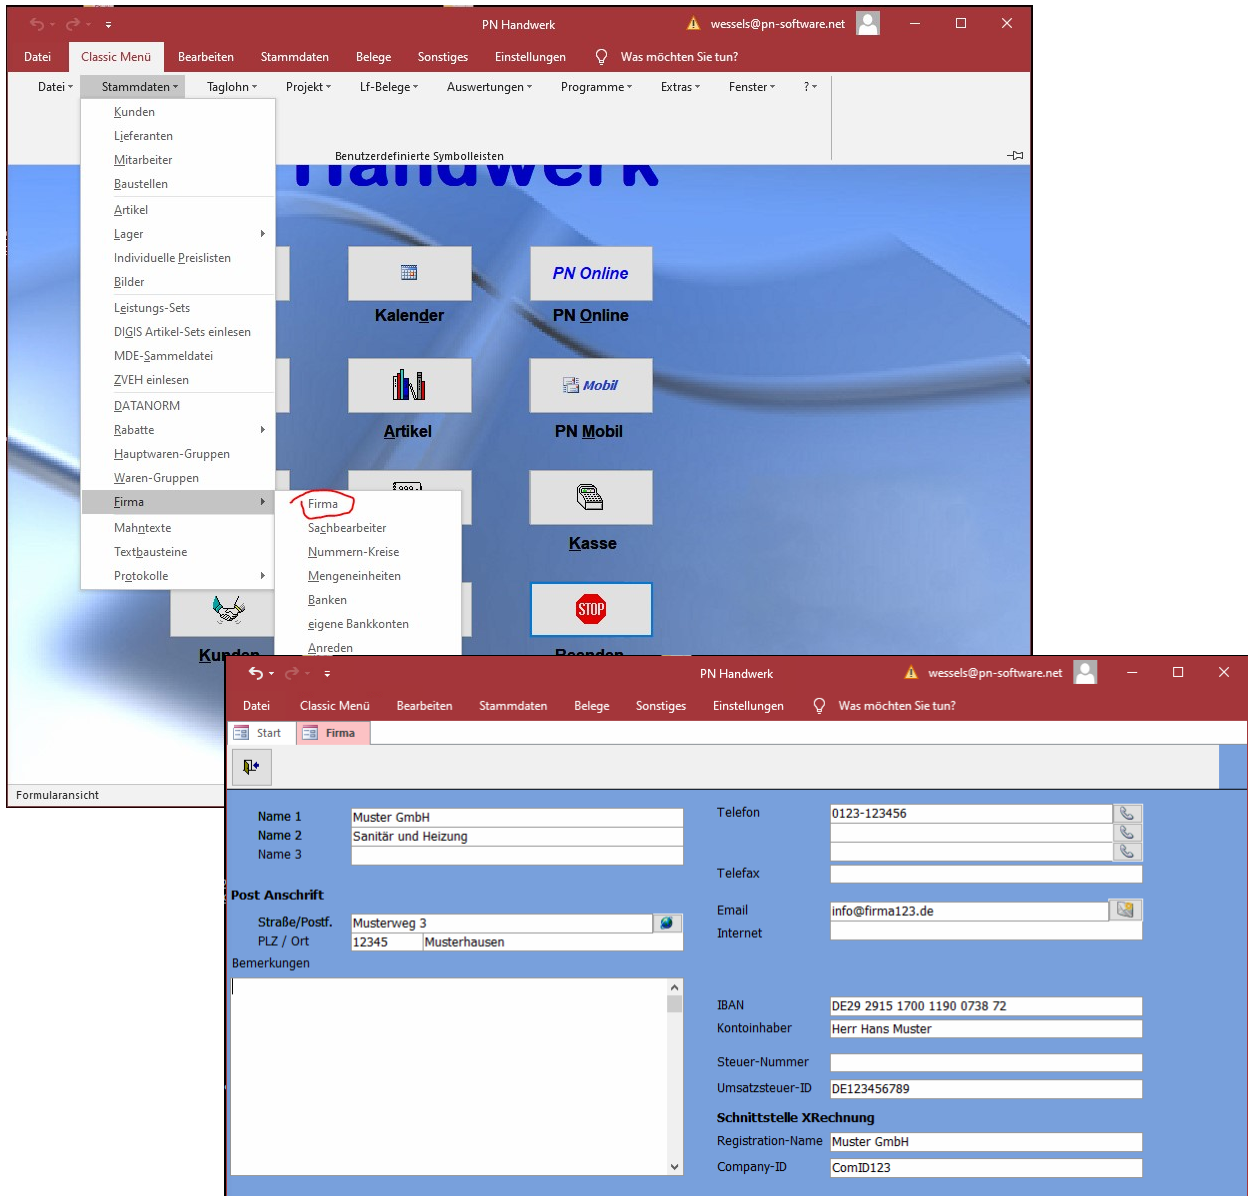 PN Handwerk
wessels@pn-software.net
Datei Classic Menü Bearbeiten Stammdaten Belege Sonstiges Einstellungen Was möchten Sie tun?
Datei Stammdaten Taglohn Projekt Lf-Belege Auswertungen Programme Extras Fenster ?
Benutzerdefinierte Symbolleisten
Handwerk
Kunden
Lieferanten
Mitarbeiter
Baustellen
Artikel
Lager
Individuelle Preislisten
Bilder
Leistungs-Sets
DIGIS Artikel-Sets einlesen
MDE-Sammeldatei
ZVEH einlesen
DATANORM
Rabatte
Hauptwaren-Gruppen
Waren-Gruppen
Firma
Mahntexte
Textbausteine
Protokolle
Firma
Sachbearbeiter
Nummern-Kreise
Mengeneinheiten
Banken
eigene Bankkonten
Anreden
PN Online
Kalender PN Online
Mobil
Artikel PN Mobil
Kasse
STOP
Kunden Beenden
Formularansicht
PN Handwerk
wessels@pn-software.net
Datei Classic Menü Bearbeiten Stammdaten Belege Sonstiges Einstellungen Was möchten Sie tun?
Start Firma
Name 1 Muster GmbH
Name 2 Sanitär und Heizung
Name 3
Post Anschrift
Straße/Postf. Musterweg 3
PLZ / Ort 12345 Musterhausen
Bemerkungen
Telefon 0123-123456
Telefax
Email info@firma123.de
Internet
IBAN DE29 2915 1700 1190 0738 72
Kontoinhaber Herr Hans Muster
Steuer-Nummer
Umsatzsteuer-ID DE123456789
Schnittstelle XRechnung
Registration-Name Muster GmbH
Company-ID ComID123